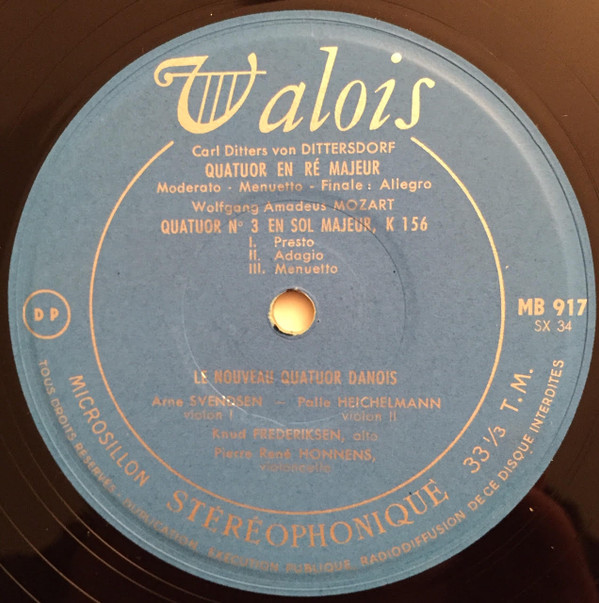 Valois
Carl Ditters von DITTERSDORF
QUATUOR EN RÉ MAJEUR
Moderato - Menuetto - Finale : Allegro
Wolfgang Amadeus MOZART
QUATUOR N° 3 EN SOL MAJEUR, K 156
I. Presto
II. Adagio
III. Menuetto
DP
MB 917
SX 34
LE NOUVEAU QUATUOR DANOIS
Arne SVENDSEN — Palle HEICHELMANN
violon I violon II
Knud FREDERIKSEN, alto
Pierre René HONNENS,
violoncelle
MICROSILLON STÉRÉOPHONIQUE 33 1/3 T.M.
TOUS DROITS RÉSERVÉS. DUPLICATION, EXÉCUTION PUBLIQUE, RADIODIFFUSION DE CE DISQUE INTERDITES